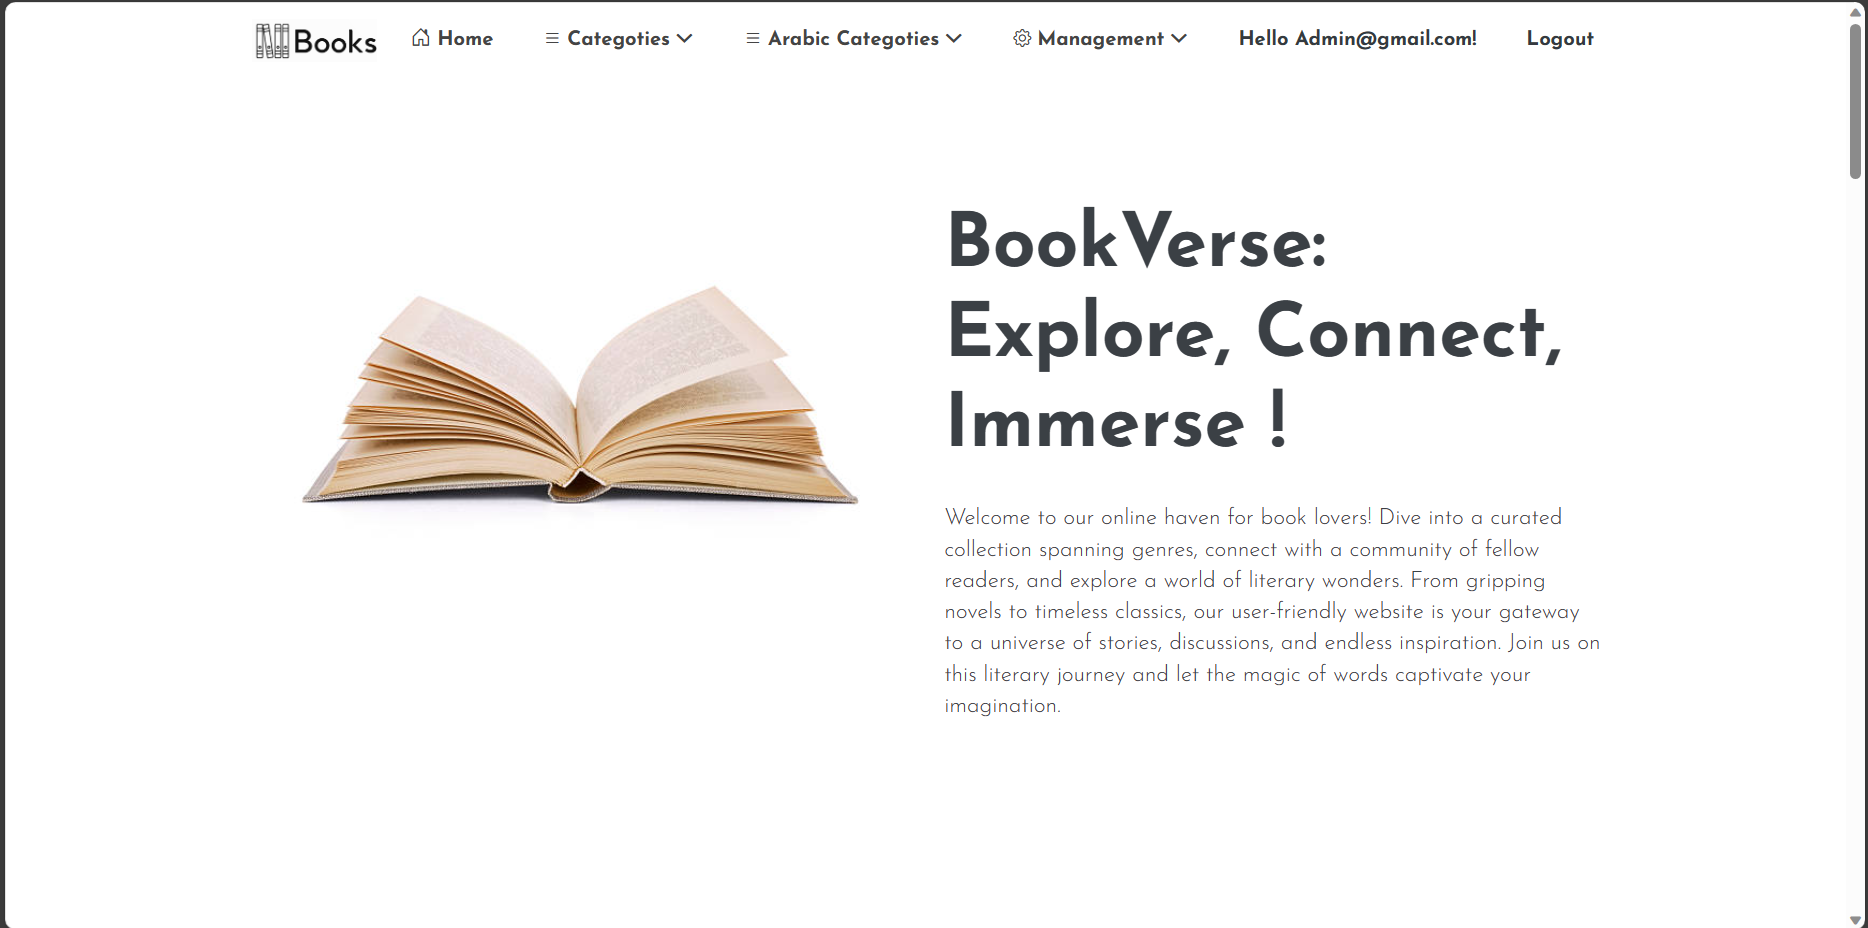 Books
Home
Categoties
Arabic Categoties
Management
Hello Admin@gmail.com!
Logout
BookVerse:
Explore, Connect,
Immerse !
Welcome to our online haven for book lovers! Dive into a curated
collection spanning genres, connect with a community of fellow
readers, and explore a world of literary wonders. From gripping
novels to timeless classics, our user-friendly website is your gateway
to a universe of stories, discussions, and endless inspiration. Join us on
this literary journey and let the magic of words captivate your
imagination.